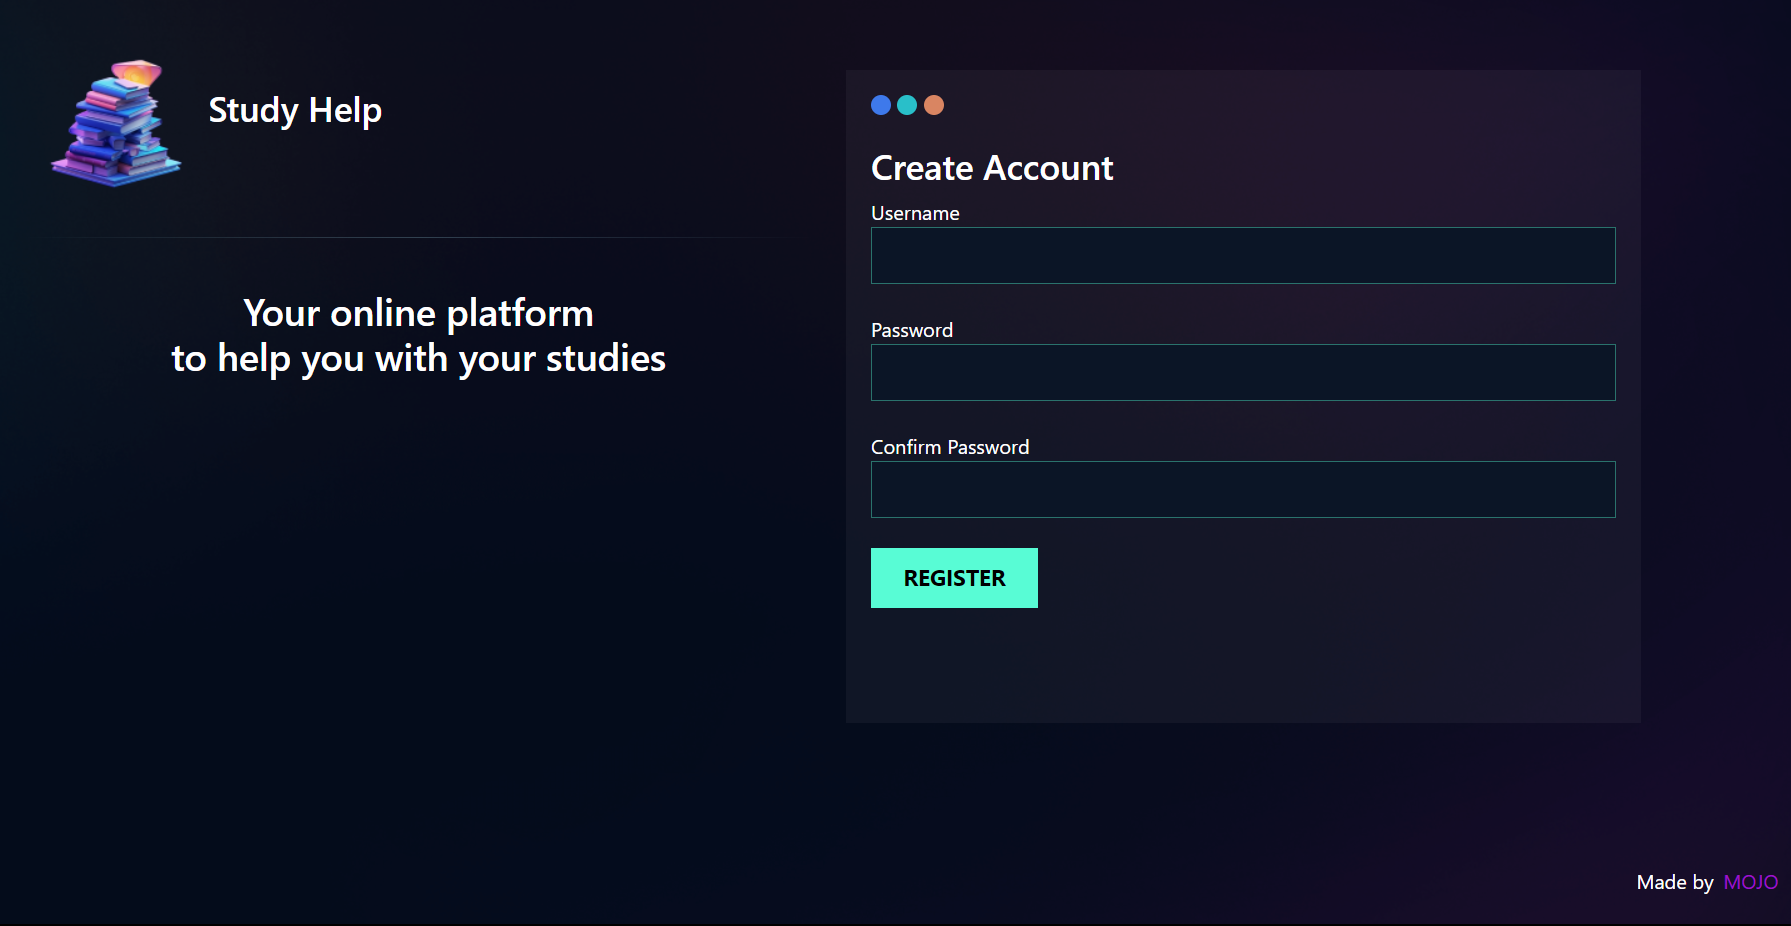 Study Help
Your online platform
to help you with your studies
Create Account
Username
Password
Confirm Password
REGISTER
Made by MOJO